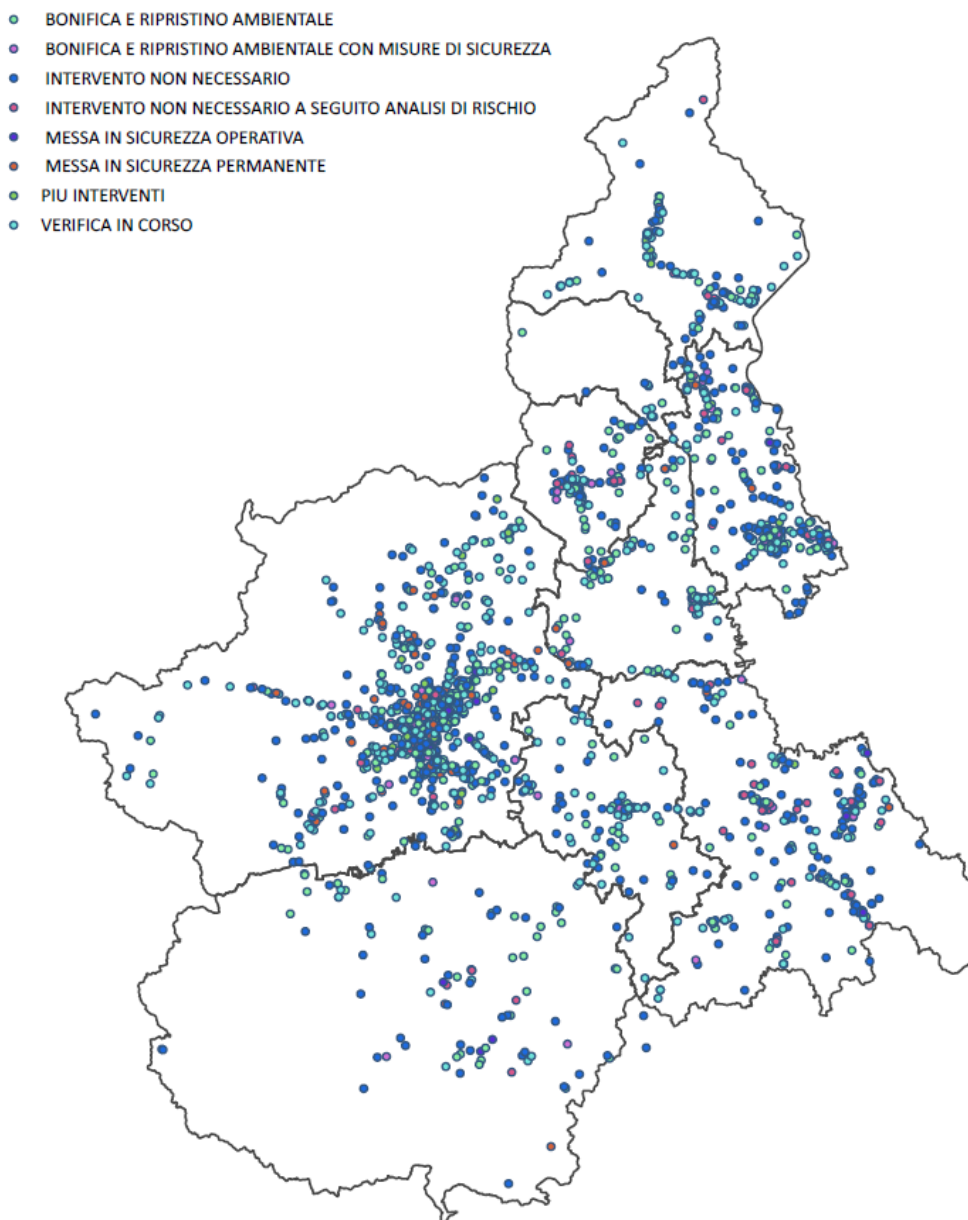 BONIFICA E RIPRISTINO AMBIENTALE
BONIFICA E RIPRISTINO AMBIENTALE CON MISURE DI SICUREZZA
INTERVENTO NON NECESSARIO
INTERVENTO NON NECESSARIO A SEGUITO ANALISI DI RISCHIO
MESSA IN SICUREZZA OPERATIVA
MESSA IN SICUREZZA PERMANENTE
PIU INTERVENTI
VERIFICA IN CORSO